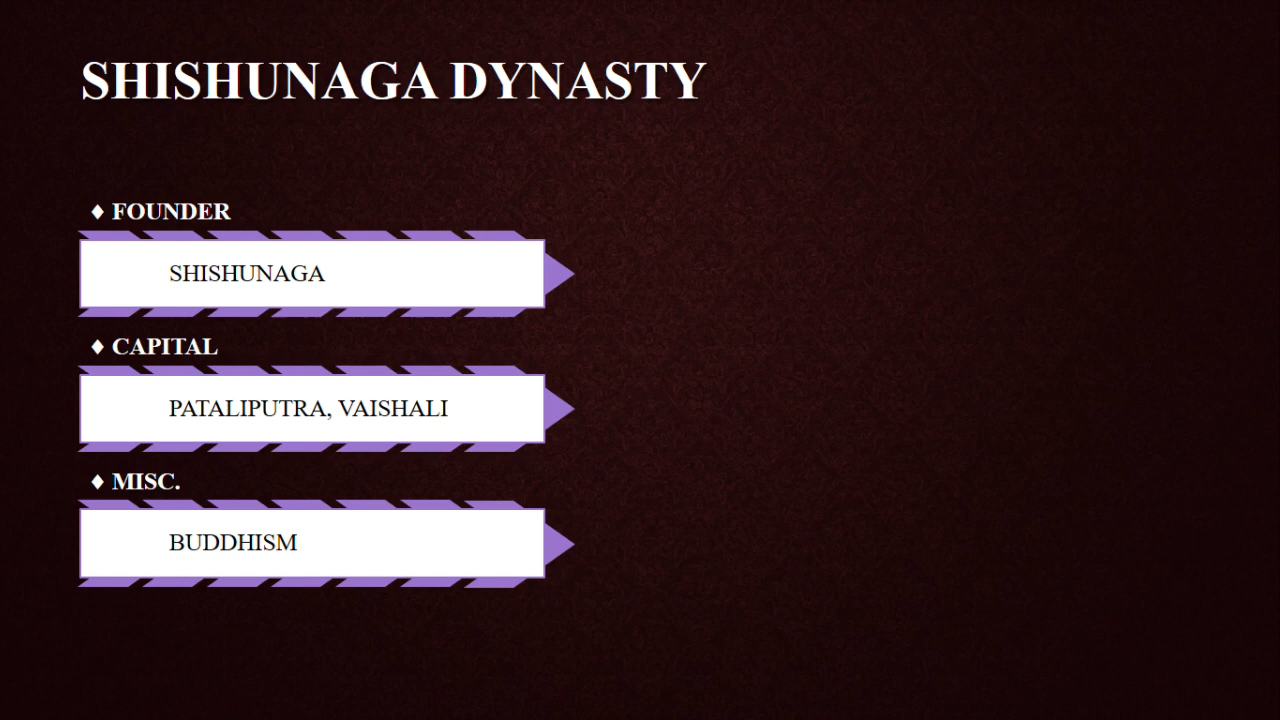 SHISHUNAGA DYNASTY
♦ FOUNDER
SHISHUNAGA
♦ CAPITAL
PATALIPUTRA, VAISHALI
♦ MISC.
BUDDHISM